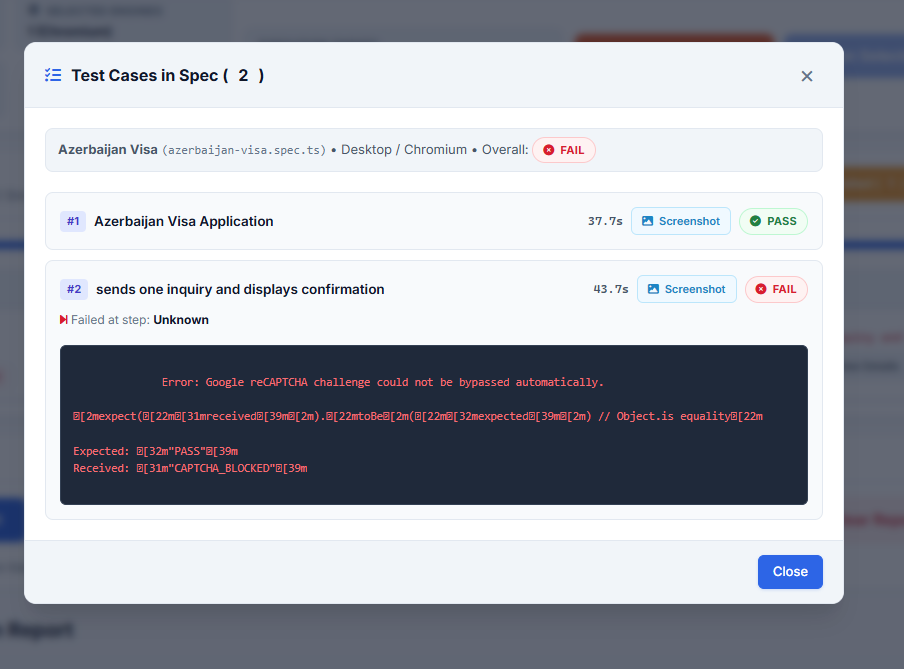 Test Cases in Spec ( 2 )
Azerbaijan Visa (azerbaijan-visa.spec.ts) • Desktop / Chromium • Overall: FAIL
#1 Azerbaijan Visa Application 37.7s Screenshot PASS
#2 sends one inquiry and displays confirmation 43.7s Screenshot FAIL
Failed at step: Unknown
Error: Google reCAPTCHA challenge could not be bypassed automatically.
[2mexpect([22m[31mreceived[39m[2m).[22mtoBe[2m([22m[32mexpected[39m[2m) // Object.is equality[22m
Expected: [32m"PASS"[39m
Received: [31m"CAPTCHA_BLOCKED"[39m
Close
Report